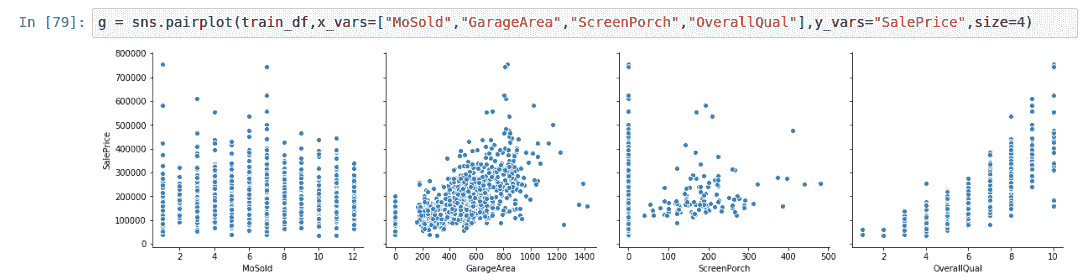 In [79]: g = sns.pairplot(train_df,x_vars=["MoSold","GarageArea","ScreenPorch","OverallQual"],y_vars="SalePrice",size=4)
800000
700000
600000
500000
400000
300000
200000
100000
0
SalePrice
2 4 6 8 10 12
MoSold
0 200 400 600 800 1000 1200 1400
GarageArea
0 100 200 300 400 500
ScreenPorch
2 4 6 8 10
OverallQual